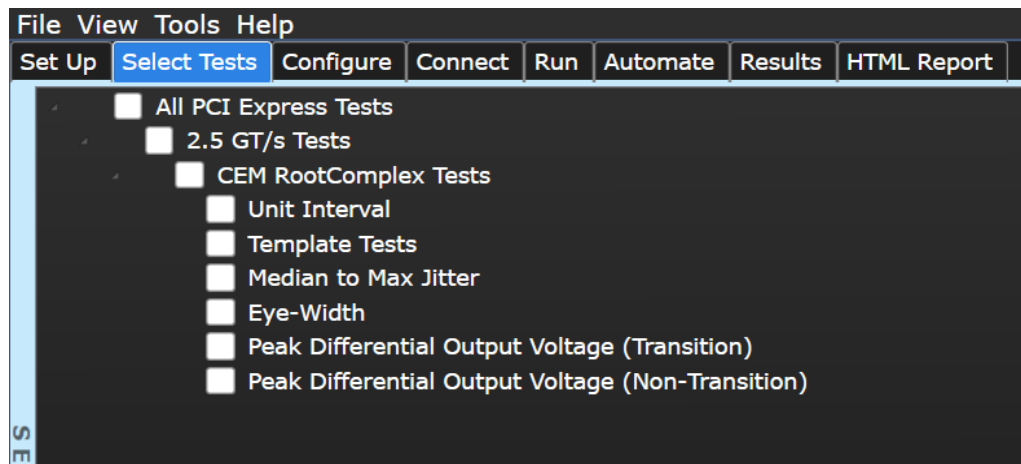 File View Tools Help
Set Up Select Tests Configure Connect Run Automate Results HTML Report
All PCI Express Tests
2.5 GT/s Tests
CEM RootComplex Tests
Unit Interval
Template Tests
Median to Max Jitter
Eye-Width
Peak Differential Output Voltage (Transition)
Peak Differential Output Voltage (Non-Transition)
S E